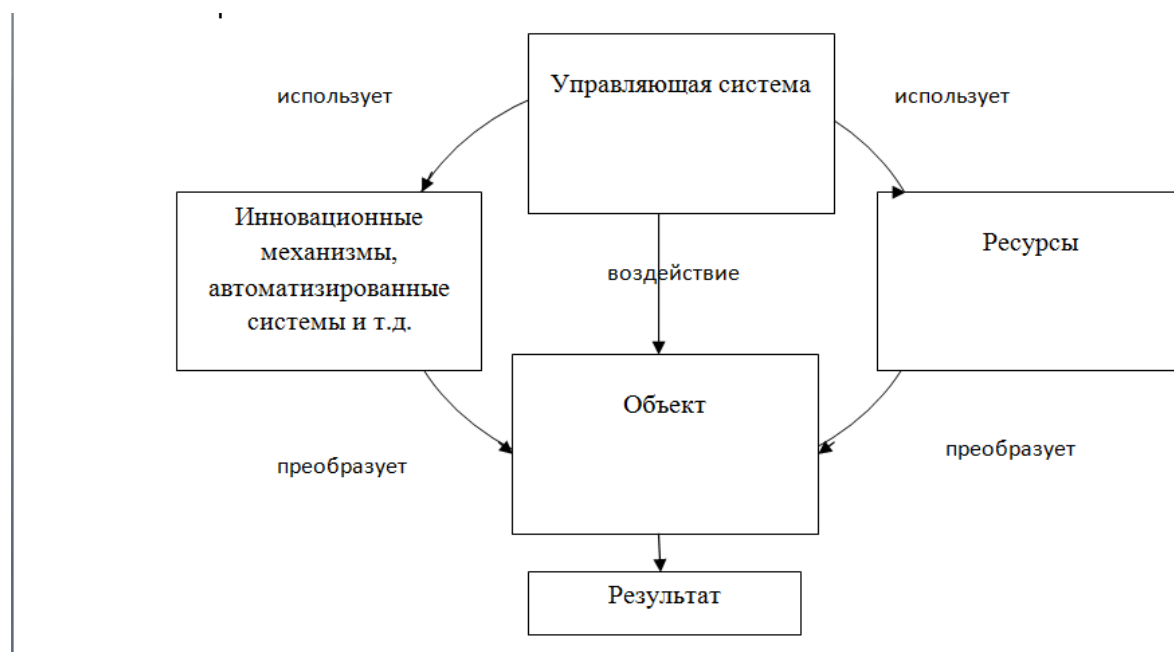 Управляющая система
использует
использует
Инновационные
механизмы,
автоматизированные
системы и т.д.
Ресурсы
воздействие
Объект
преобразует
преобразует
Результат